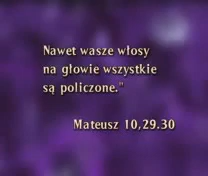 Nawet wasze włosy
na głowie wszystkie
są policzone."
Mateusz 10,29.30